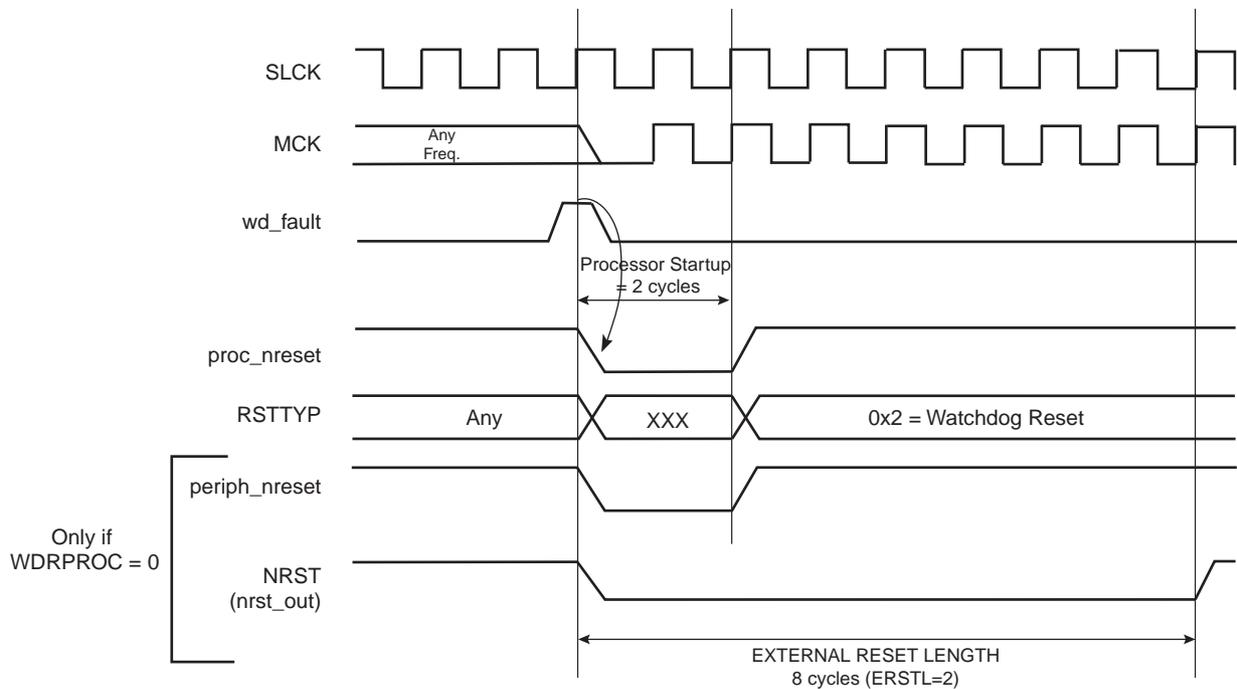 SLCK
MCK
Any
Freq.
wd_fault
Processor Startup
= 2 cycles
proc_nreset
RSTTYP
Any
XXX
0x2 = Watchdog Reset
periph_nreset
Only if
WDRPROC = 0
NRST
(nrst_out)
EXTERNAL RESET LENGTH
8 cycles (ERSTL=2)